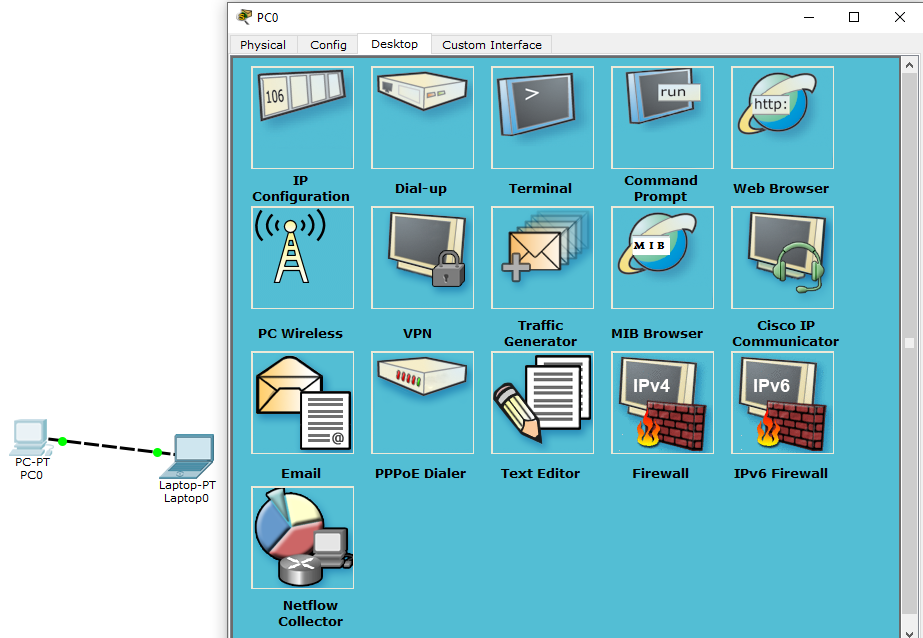 PC0
Physical
Config
Desktop
Custom Interface
106
>
run
http:
IP
Configuration
Dial-up
Terminal
Command
Prompt
Web Browser
MIB
PC Wireless
VPN
Traffic
Generator
MIB Browser
Cisco IP
Communicator
@
IPv4
IPv6
Email
PPPoE Dialer
Text Editor
Firewall
IPv6 Firewall
Netflow
Collector
PC-PT
PC0
Laptop-PT
Laptop0